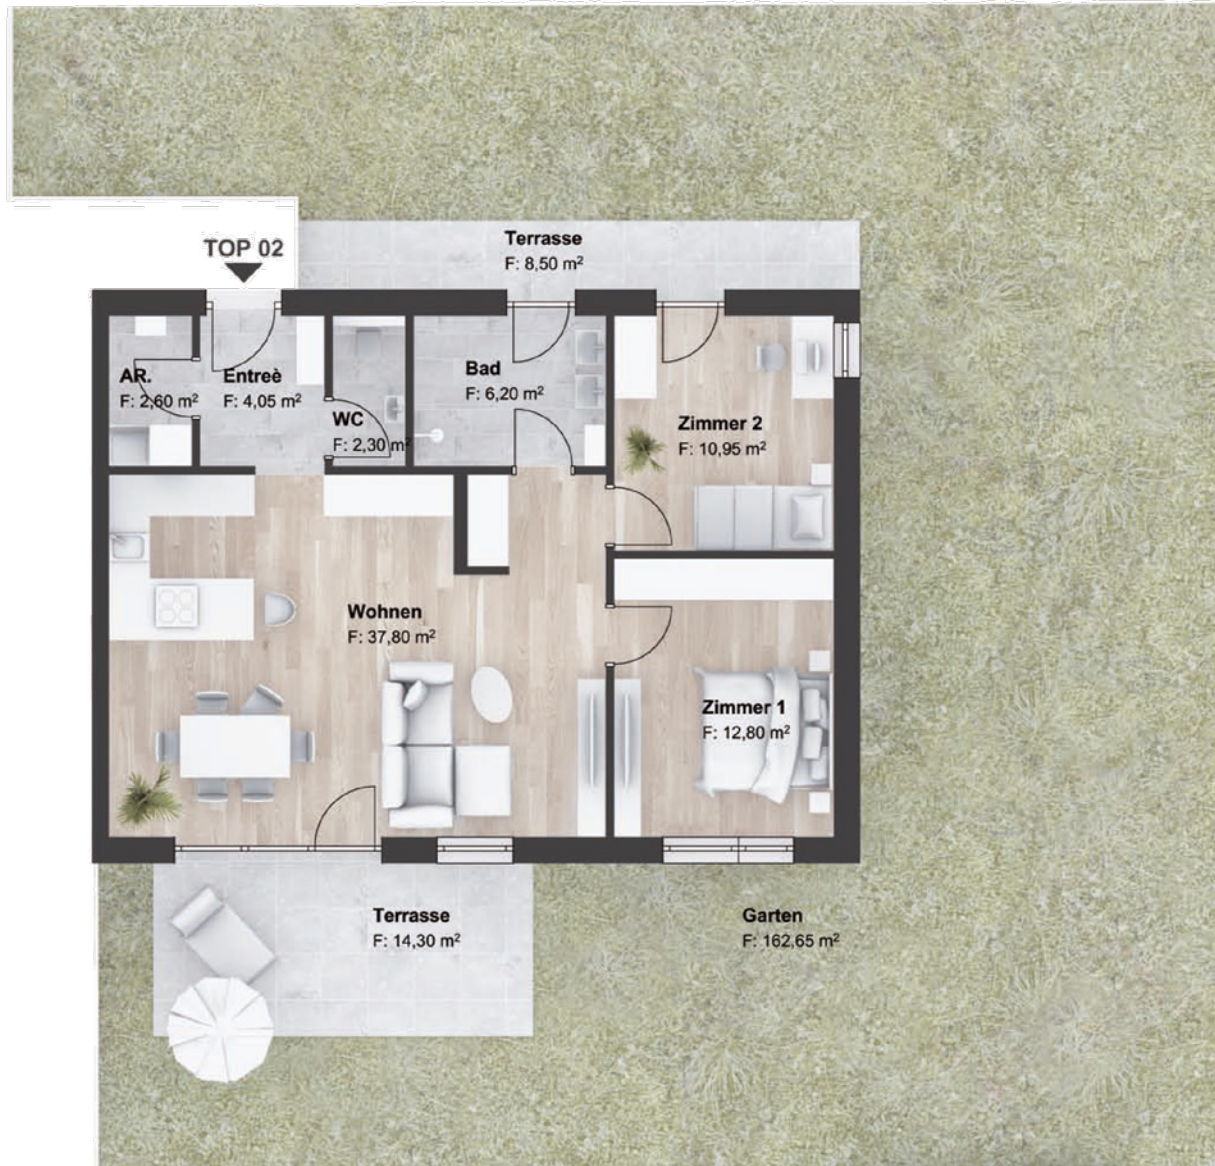 Terrasse
F: 8,50 m²
TOP 02
AR.
F: 2,60 m²
Entreè
F: 4,05 m²
WC
F: 2,30 m²
Bad
F: 6,20 m²
Zimmer 2
F: 10,95 m²
Wohnen
F: 37,80 m²
Zimmer 1
F: 12,80 m²
Terrasse
F: 14,30 m²
Garten
F: 162,65 m²